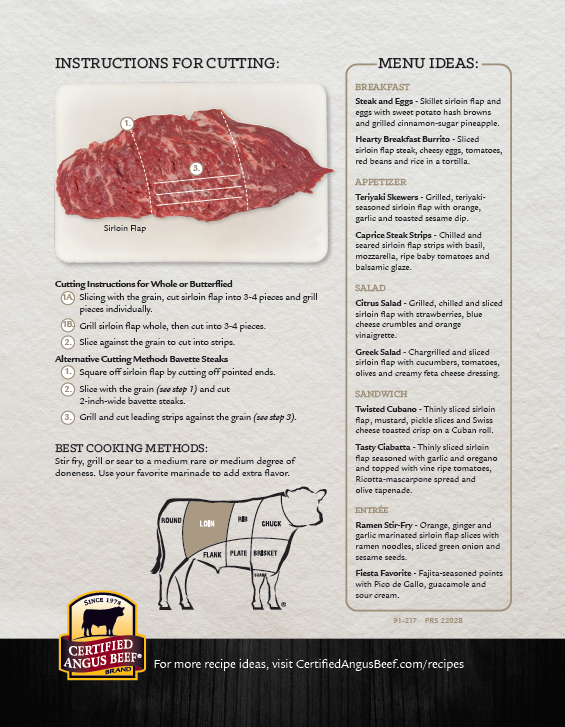 INSTRUCTIONS FOR CUTTING:
1.
3.
Sirloin Flap
Cutting Instructions for Whole or Butterflied
1A. Slicing with the grain, cut sirloin flap into 3-4 pieces and grill
pieces individually.
1B. Grill sirloin flap whole, then cut into 3-4 pieces.
2. Slice against the grain to cut into strips.
Alternative Cutting Method: Bavette Steaks
1. Square off sirloin flap by cutting off pointed ends.
2. Slice with the grain (see step 1) and cut
2-inch-wide bavette steaks.
3. Grill and cut leading strips against the grain (see step 3).
BEST COOKING METHODS:
Stir fry, grill or sear to a medium rare or medium degree of
doneness. Use your favorite marinade to add extra flavor.
ROUND
LOIN
RIB
CHUCK
FLANK
PLATE
BRISKET
SHANK
®
MENU IDEAS:
BREAKFAST
Steak and Eggs - Skillet sirloin flap and
eggs with sweet potato hash browns
and grilled cinnamon-sugar pineapple.
Hearty Breakfast Burrito - Sliced
sirloin flap steak, cheesy eggs, tomatoes,
red beans and rice in a tortilla.
APPETIZER
Teriyaki Skewers - Grilled, teriyaki-
seasoned sirloin flap with orange,
garlic and toasted sesame dip.
Caprice Steak Strips - Chilled and
seared sirloin flap strips with basil,
mozzarella, ripe baby tomatoes and
balsamic glaze.
SALAD
Citrus Salad - Grilled, chilled and sliced
sirloin flap with strawberries, blue
cheese crumbles and orange
vinaigrette.
Greek Salad - Chargrilled and sliced
sirloin flap with cucumbers, tomatoes,
olives and creamy feta cheese dressing.
SANDWICH
Twisted Cubano - Thinly sliced sirloin
flap, mustard, pickle slices and Swiss
cheese toasted crisp on a Cuban roll.
Tasty Ciabatta - Thinly sliced sirloin
flap seasoned with garlic and oregano
and topped with vine ripe tomatoes,
Ricotta-mascarpone spread and
olive tapenade.
ENTRÉE
Ramen Stir-Fry - Orange, ginger and
garlic marinated sirloin flap slices with
ramen noodles, sliced green onion and
sesame seeds.
Fiesta Favorite - Fajita-seasoned points
with Pico de Gallo, guacamole and
sour cream.
91-217 PRS 22028
SINCE 1978
CERTIFIED
ANGUS BEEF®
BRAND
For more recipe ideas, visit CertifiedAngusBeef.com/recipes